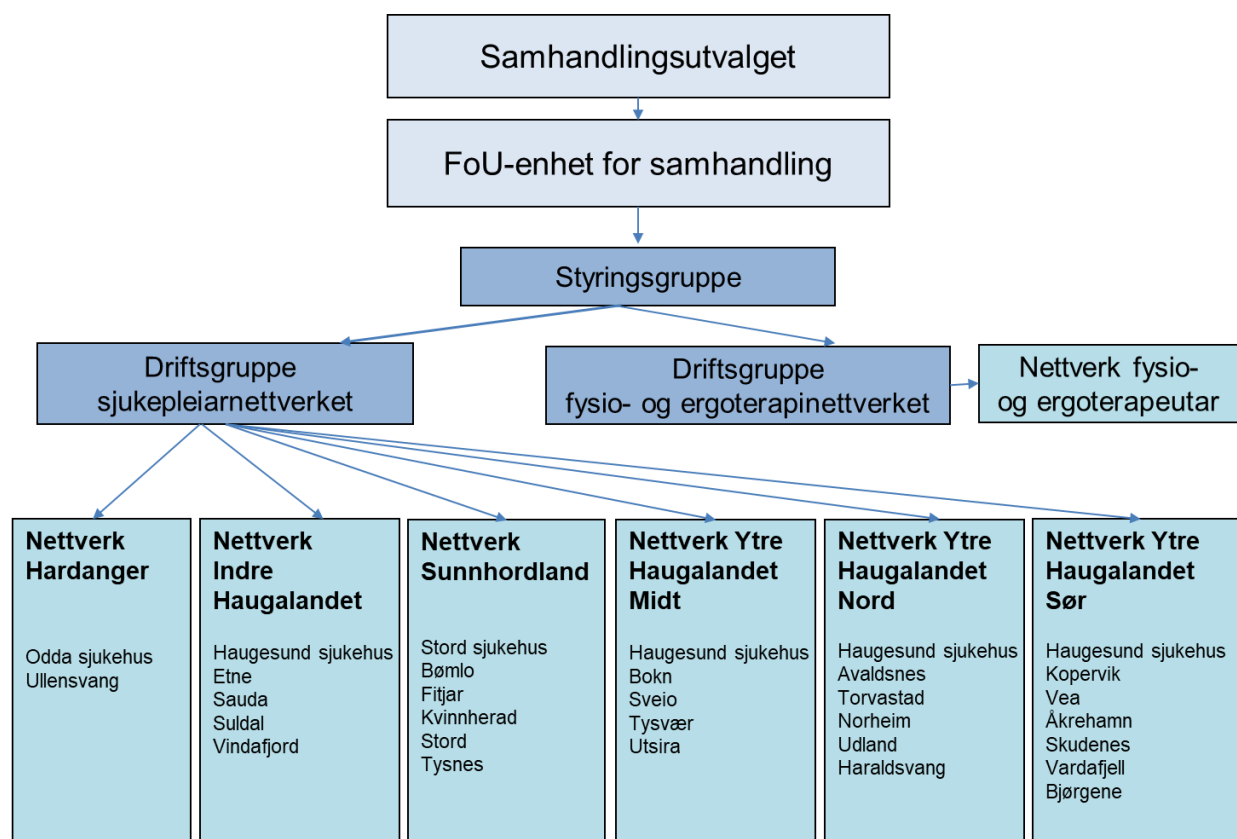 Samhandlingsutvalget
FoU-enhet for samhandling
Styringsgruppe
Driftsgruppe
sjukepleiarnettverket
Driftsgruppe
fysio- og ergoterapinettverket
Nettverk fysio-
og ergoterapeutar
Nettverk
Hardanger
Odda sjukehus
Ullensvang
Nettverk
Indre
Haugalandet
Haugesund sjukehus
Etne
Sauda
Suldal
Vindafjord
Nettverk
Sunnhordland
Stord sjukehus
Bømlo
Fitjar
Kvinnherad
Stord
Tysnes
Nettverk Ytre
Haugalandet
Midt
Haugesund sjukehus
Bokn
Sveio
Tysvær
Utsira
Nettverk Ytre
Haugalandet
Nord
Haugesund sjukehus
Avaldsnes
Torvastad
Norheim
Udland
Haraldsvang
Nettverk Ytre
Haugalandet
Sør
Haugesund sjukehus
Kopervik
Vea
Åkrehamn
Skudenes
Vardafjell
Bjørgene